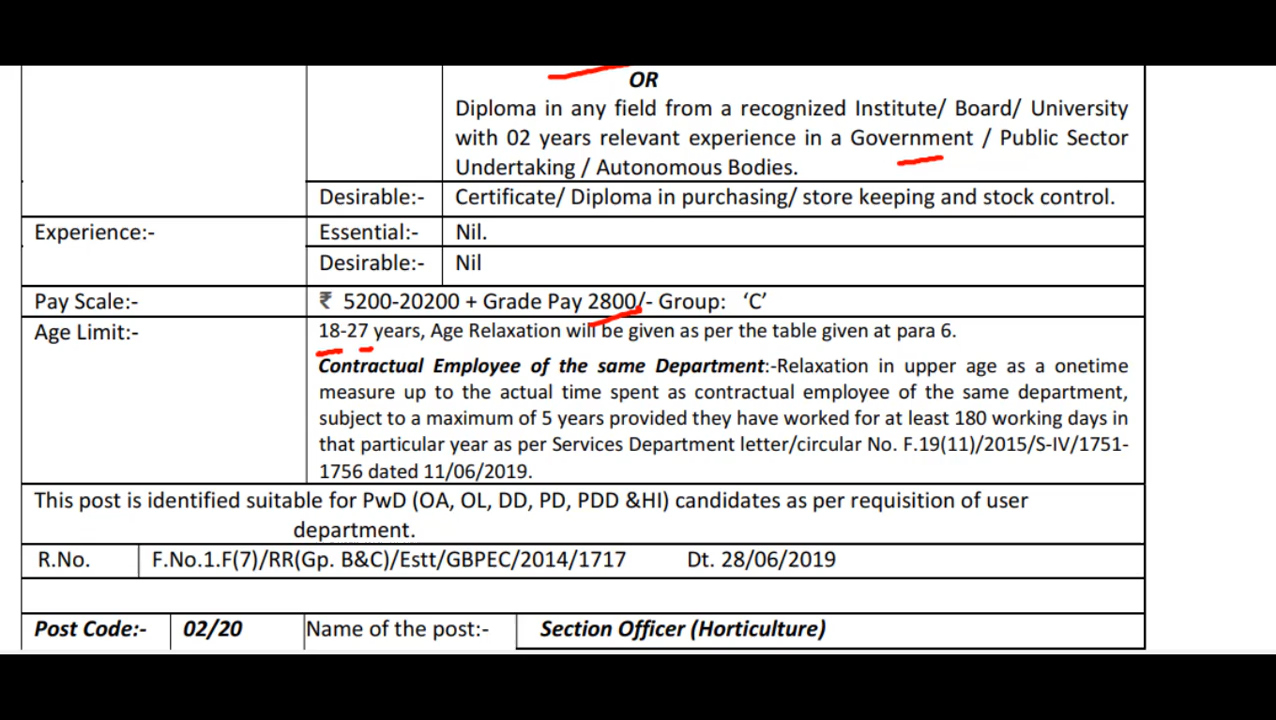 OR
Diploma in any field from a recognized Institute/ Board/ University
with 02 years relevant experience in a Government / Public Sector
Undertaking / Autonomous Bodies.
Desirable:- Certificate/ Diploma in purchasing/ store keeping and stock control.
Experience:- Essential:- Nil.
Desirable:- Nil
Pay Scale:- ₹ 5200-20200 + Grade Pay 2800/- Group: ‘C’
Age Limit:- 18-27 years, Age Relaxation will be given as per the table given at para 6.
Contractual Employee of the same Department:-Relaxation in upper age as a onetime
measure up to the actual time spent as contractual employee of the same department,
subject to a maximum of 5 years provided they have worked for at least 180 working days in
that particular year as per Services Department letter/circular No. F.19(11)/2015/S-IV/1751-
1756 dated 11/06/2019.
This post is identified suitable for PwD (OA, OL, DD, PD, PDD &HI) candidates as per requisition of user
department.
R.No. F.No.1.F(7)/RR(Gp. B&C)/Estt/GBPEC/2014/1717 Dt. 28/06/2019
Post Code:- 02/20 Name of the post:- Section Officer (Horticulture)